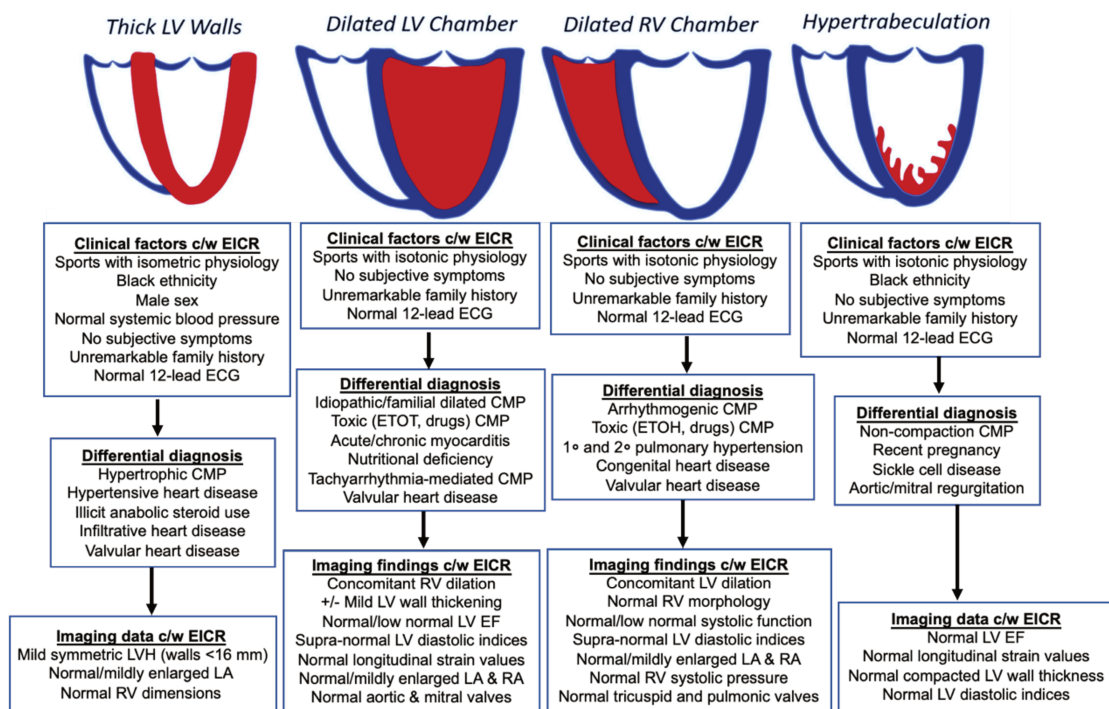 Thick LV Walls
Clinical factors c/w EICR
Sports with isometric physiology
Black ethnicity
Male sex
Normal systemic blood pressure
No subjective symptoms
Unremarkable family history
Normal 12-lead ECG
Differential diagnosis
Hypertrophic CMP
Hypertensive heart disease
Illicit anabolic steroid use
Infiltrative heart disease
Valvular heart disease
Imaging data c/w EICR
Mild symmetric LVH (walls <16 mm)
Normal/mildly enlarged LA
Normal RV dimensions
Dilated LV Chamber
Clinical factors c/w EICR
Sports with isotonic physiology
No subjective symptoms
Unremarkable family history
Normal 12-lead ECG
Differential diagnosis
Idiopathic/familial dilated CMP
Toxic (ETOT, drugs) CMP
Acute/chronic myocarditis
Nutritional deficiency
Tachyarrhythmia-mediated CMP
Valvular heart disease
Imaging findings c/w EICR
Concomitant RV dilation
+/- Mild LV wall thickening
Normal/low normal LV EF
Supra-normal LV diastolic indices
Normal longitudinal strain values
Normal/mildly enlarged LA & RA
Normal aortic & mitral valves
Dilated RV Chamber
Clinical factors c/w EICR
Sports with isotonic physiology
No subjective symptoms
Unremarkable family history
Normal 12-lead ECG
Differential diagnosis
Arrhythmogenic CMP
Toxic (ETOH, drugs) CMP
1∘ and 2∘ pulmonary hypertension
Congenital heart disease
Valvular heart disease
Imaging findings c/w EICR
Concomitant LV dilation
Normal RV morphology
Normal/low normal systolic function
Supra-normal LV diastolic indices
Normal/mildly enlarged LA & RA
Normal RV systolic pressure
Normal tricuspid and pulmonic valves
Hypertrabeculation
Clinical factors c/w EICR
Sports with isotonic physiology
Black ethnicity
No subjective symptoms
Unremarkable family history
Normal 12-lead ECG
Differential diagnosis
Non-compaction CMP
Recent pregnancy
Sickle cell disease
Aortic/mitral regurgitation
Imaging data c/w EICR
Normal LV EF
Normal longitudinal strain values
Normal compacted LV wall thickness
Normal LV diastolic indices